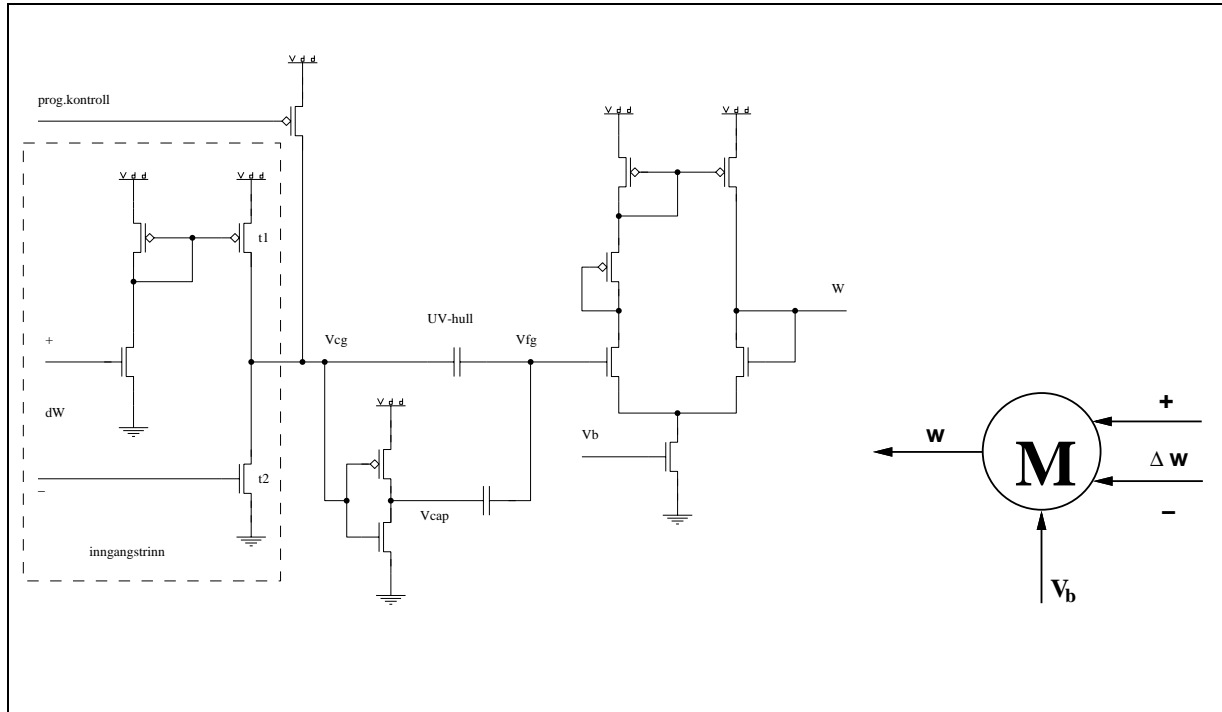 Vdd
prog.kontroll
Vdd
Vdd
Vdd
Vdd
t1
+
dW
–
t2
inngangstrinn
Vcg
UV-hull
Vfg
Vdd
Vcap
Vb
W
w
M
+
Δ w
–
Vb